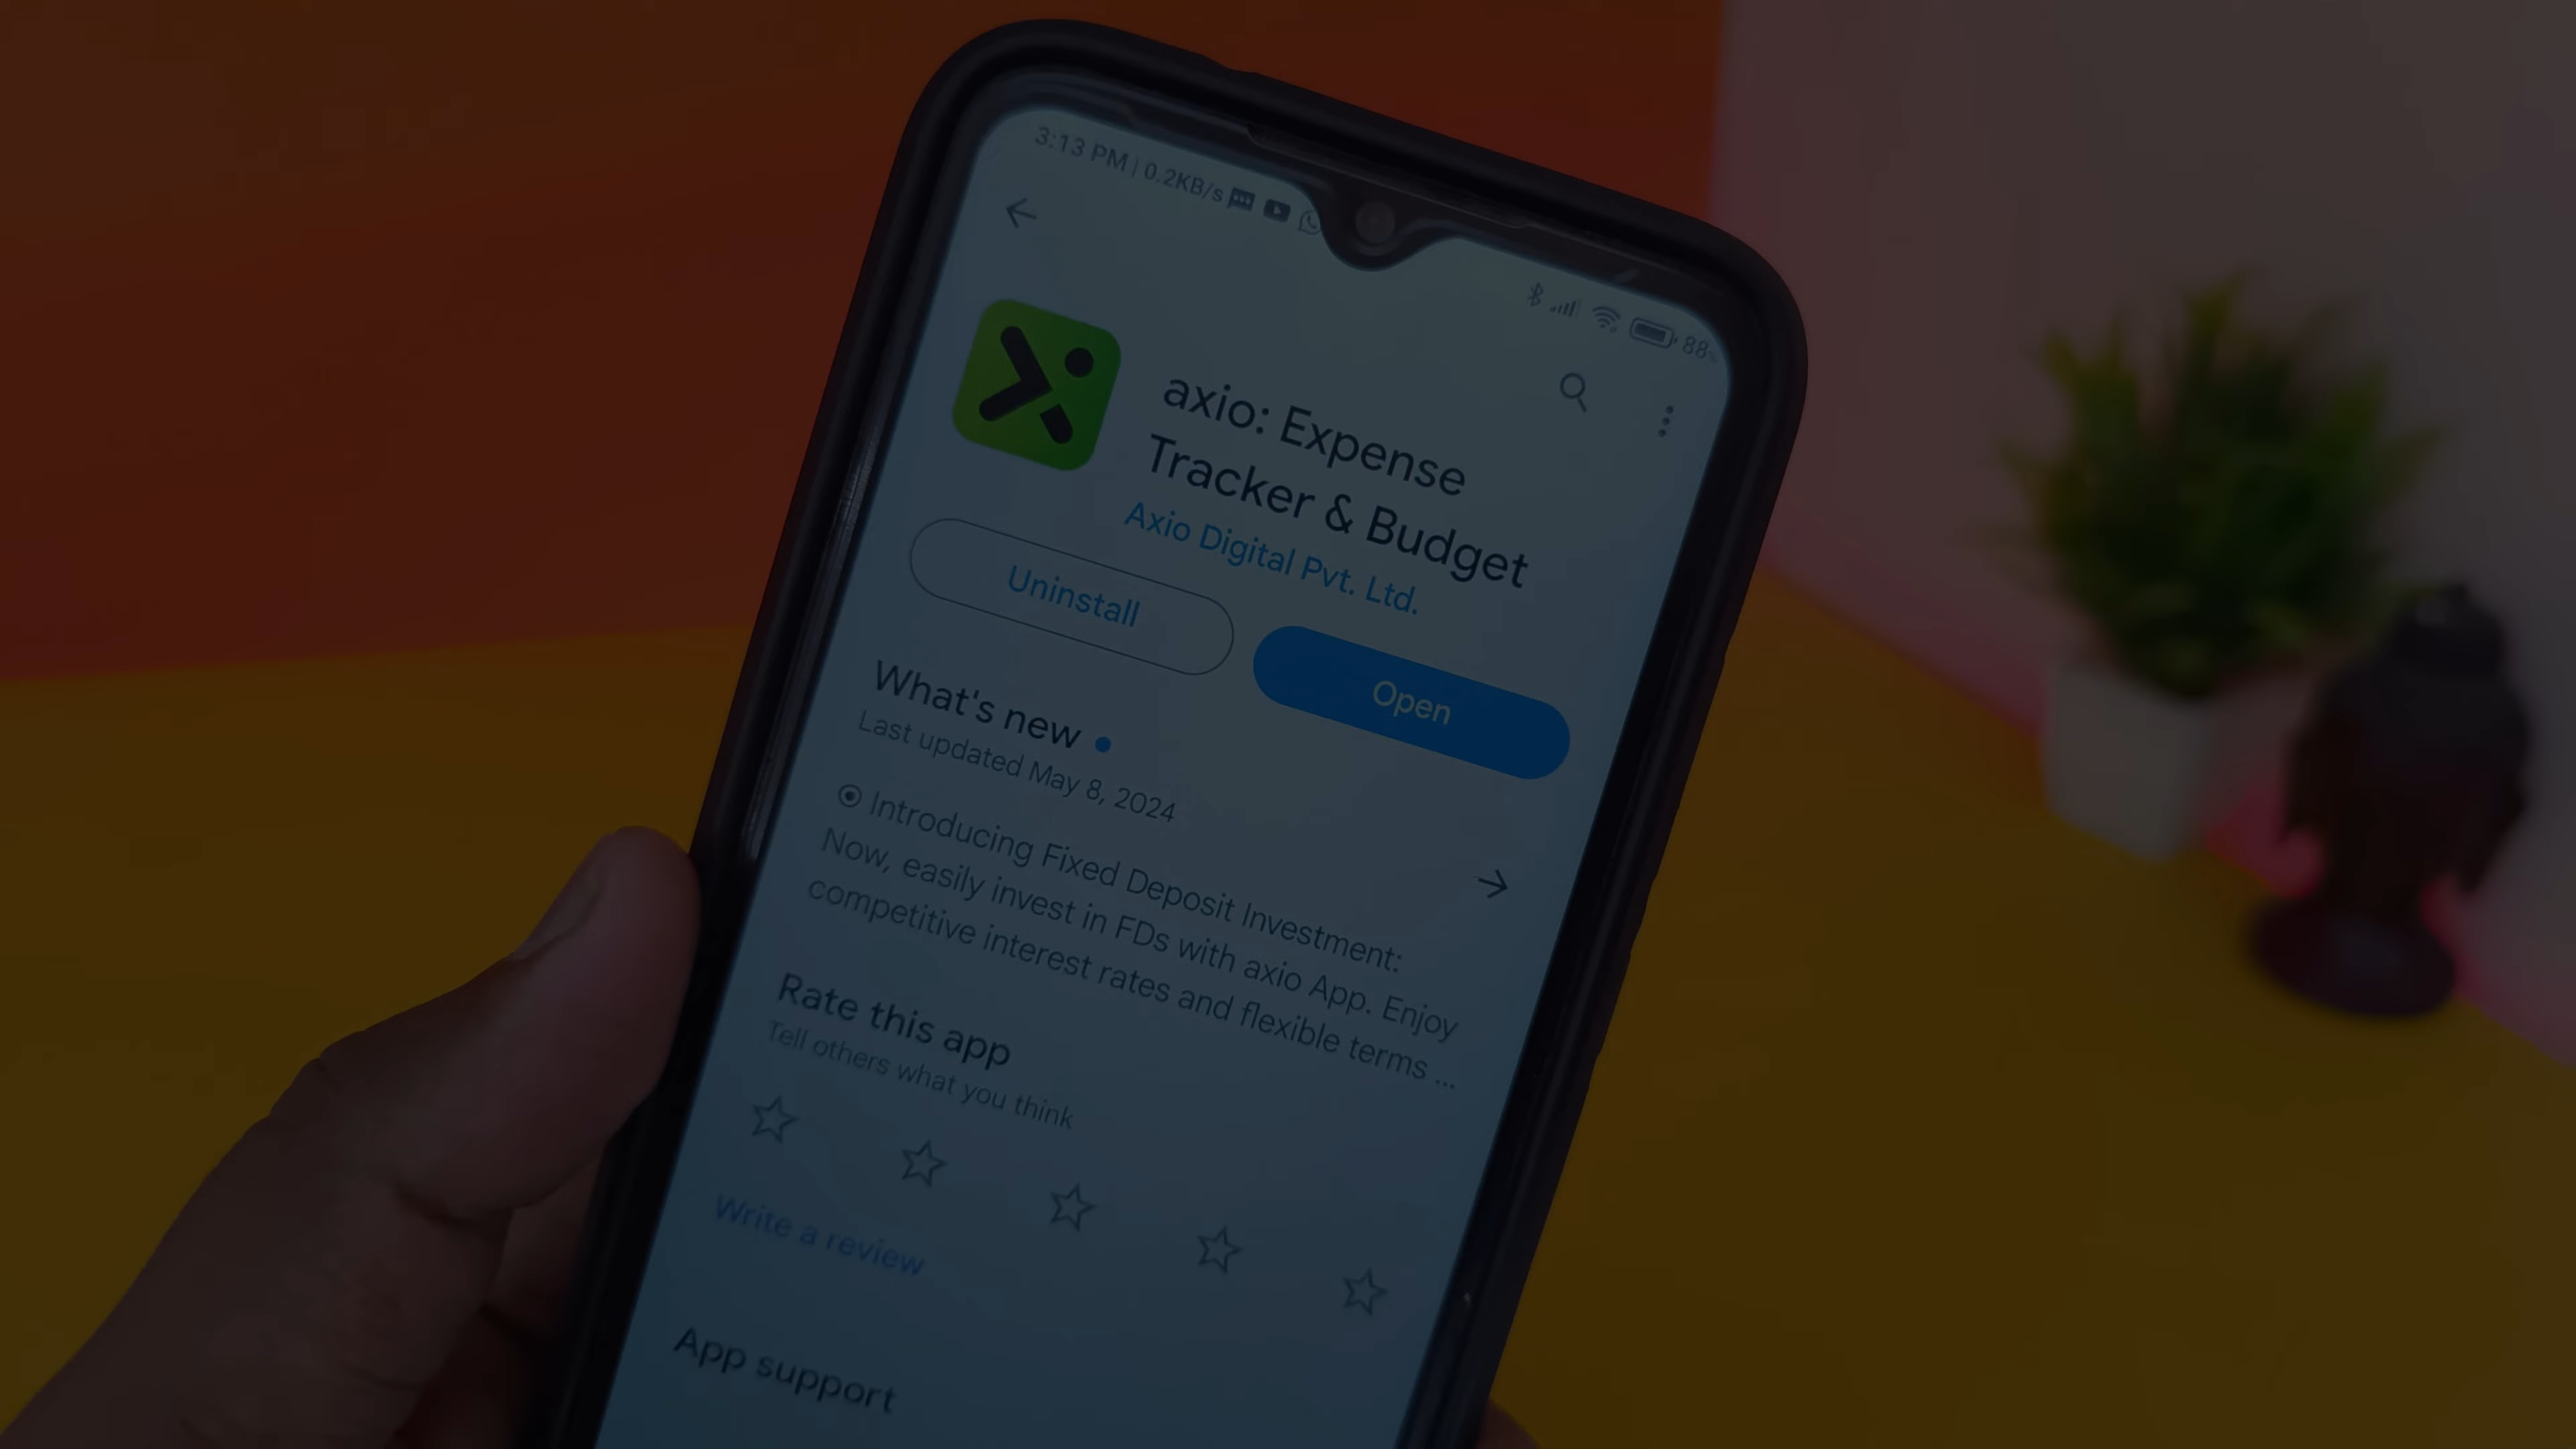 3:13 PM | 0.2KB/s
88
axio: Expense
Tracker & Budget
Axio Digital Pvt. Ltd.
Uninstall
Open
What's new
Last updated May 8, 2024
Introducing Fixed Deposit Investment:
Now, easily invest in FDs with axio App. Enjoy
competitive interest rates and flexible terms ...
Rate this app
Tell others what you think
Write a review
App support